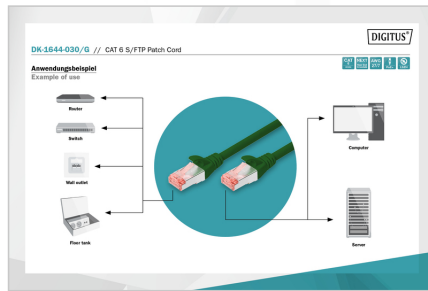 DIGITUS®
DK-1644-030/G // CAT 6 S/FTP Patch Cord
Anwendungsbeispiel
Example of use
Router
Switch
Wall outlet
Floor tank
Computer
Server